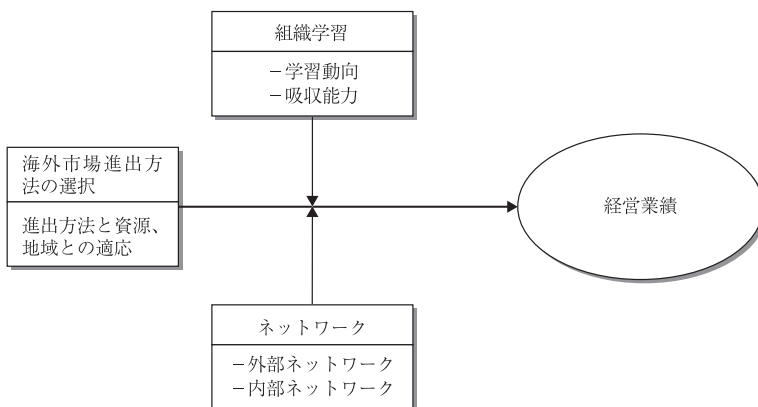 組織学習
－学習動向
－吸収能力
海外市場進出方
法の選択
進出方法と資源、
地域との適応
経営業績
ネットワーク
－外部ネットワーク
－内部ネットワーク